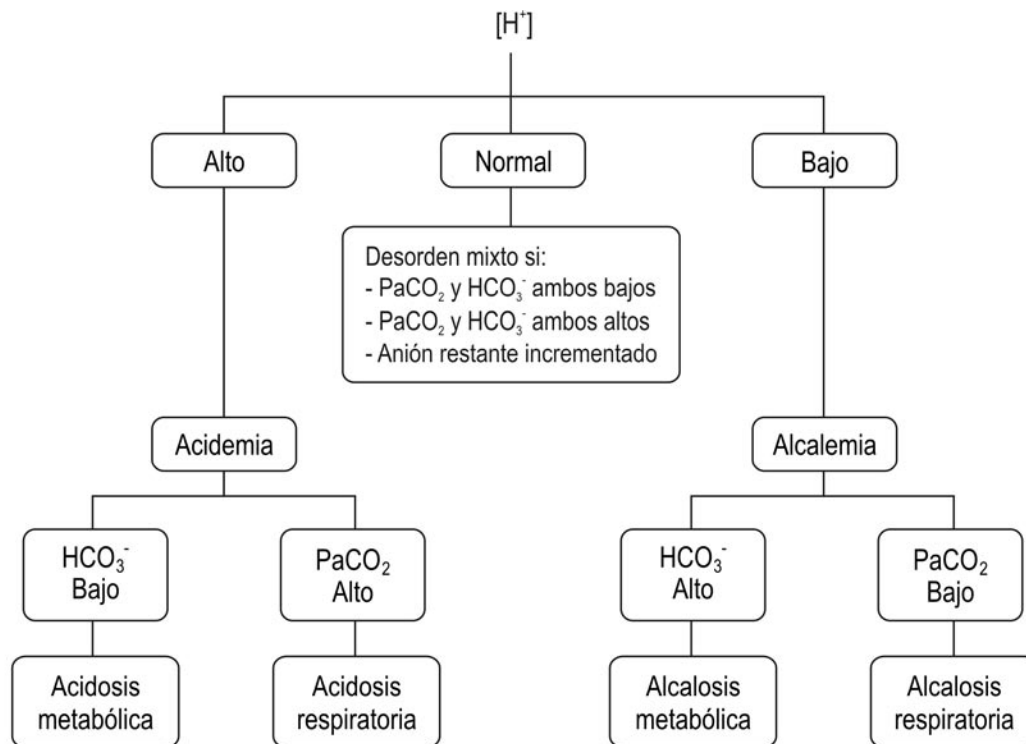 [H⁺]
Alto
Normal
Bajo
Desorden mixto si:
- PaCO₂ y HCO₃⁻ ambos bajos
- PaCO₂ y HCO₃⁻ ambos altos
- Anión restante incrementado
Acidemia
Alcalemia
HCO₃⁻
Bajo
PaCO₂
Alto
HCO₃⁻
Alto
PaCO₂
Bajo
Acidosis
metabólica
Acidosis
respiratoria
Alcalosis
metabólica
Alcalosis
respiratoria